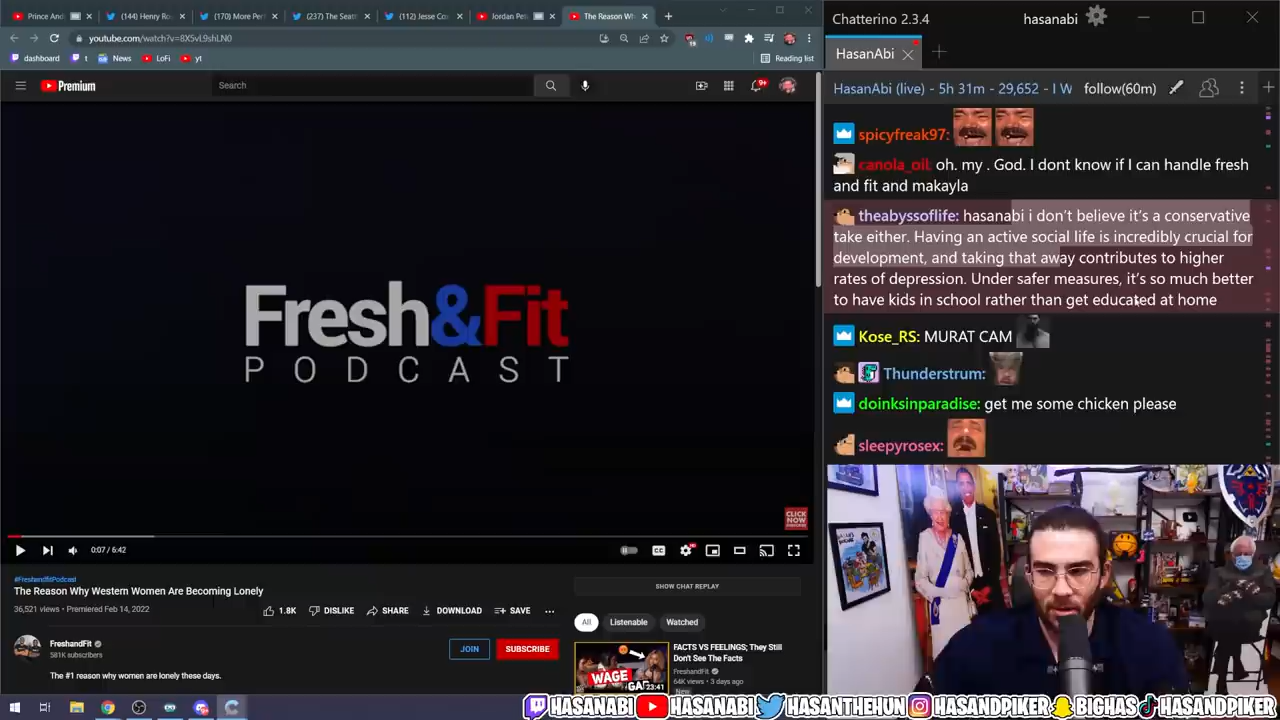 Prince And
(144) Henry Ro
(170) More Per
(237) The Seatt
(112) Jesse Co
Jordan Pete
The Reason Wh
youtube.com/watch?v=8X5vL9shLN0
dashboard
t
News
LoFi
yt
Reading list
Premium
Search
9+
Fresh&Fit
PODCAST
CLICK
NOW
0:07 / 6:42
#FreshandfitPodcast
The Reason Why Western Women Are Becoming Lonely
36,521 views • Premiered Feb 14, 2022
1.8K
DISLIKE
SHARE
DOWNLOAD
SAVE
FreshandFit
581K subscribers
JOIN
SUBSCRIBE
The #1 reason why women are lonely these days.
SHOW CHAT REPLAY
All
Listenable
Watched
WAGE
GAP
23:41
FACTS VS FEELINGS; They Still
Don't See The Facts
FreshandFit
64K views • 3 days ago
New
Chatterino 2.3.4
hasanabi
HasanAbi
HasanAbi (live) - 5h 31m - 29,652 - I W
follow(60m)
spicyfreak97:
canola_oil: oh. my . God. I dont know if I can handle fresh
and fit and makayla
theabyssoflife: hasanabi i don't believe it's a conservative
take either. Having an active social life is incredibly crucial for
development, and taking that away contributes to higher
rates of depression. Under safer measures, it's so much better
to have kids in school rather than get educated at home
Kose_RS: MURAT CAM
Thunderstrum:
doinksinparadise: get me some chicken please
sleepyrosex:
HASANABI
HASANABI
HASANTHEHUN
HASANDPIKER
BIGHAS
HASANDPIKER